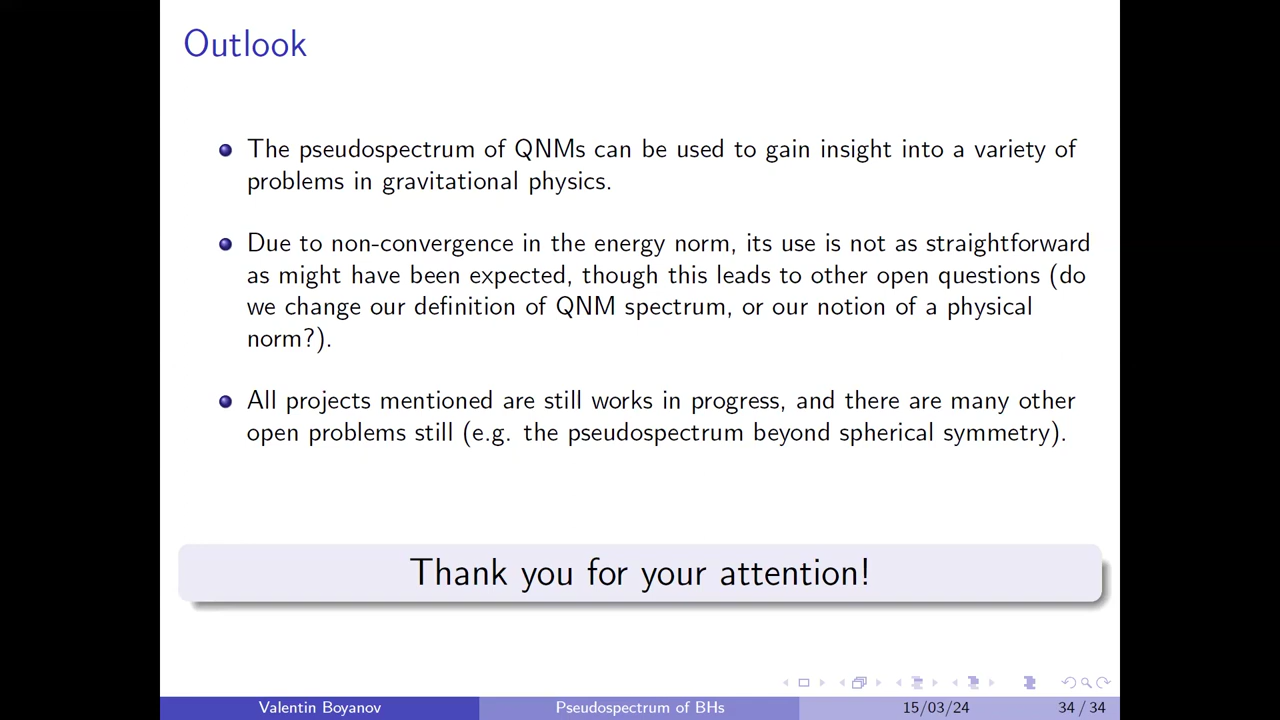 Outlook
The pseudospectrum of QNMs can be used to gain insight into a variety of
problems in gravitational physics.
Due to non-convergence in the energy norm, its use is not as straightforward
as might have been expected, though this leads to other open questions (do
we change our definition of QNM spectrum, or our notion of a physical
norm?).
All projects mentioned are still works in progress, and there are many other
open problems still (e.g. the pseudospectrum beyond spherical symmetry).
Thank you for your attention!
Valentin Boyanov Pseudospectrum of BHs 15/03/24 34 / 34